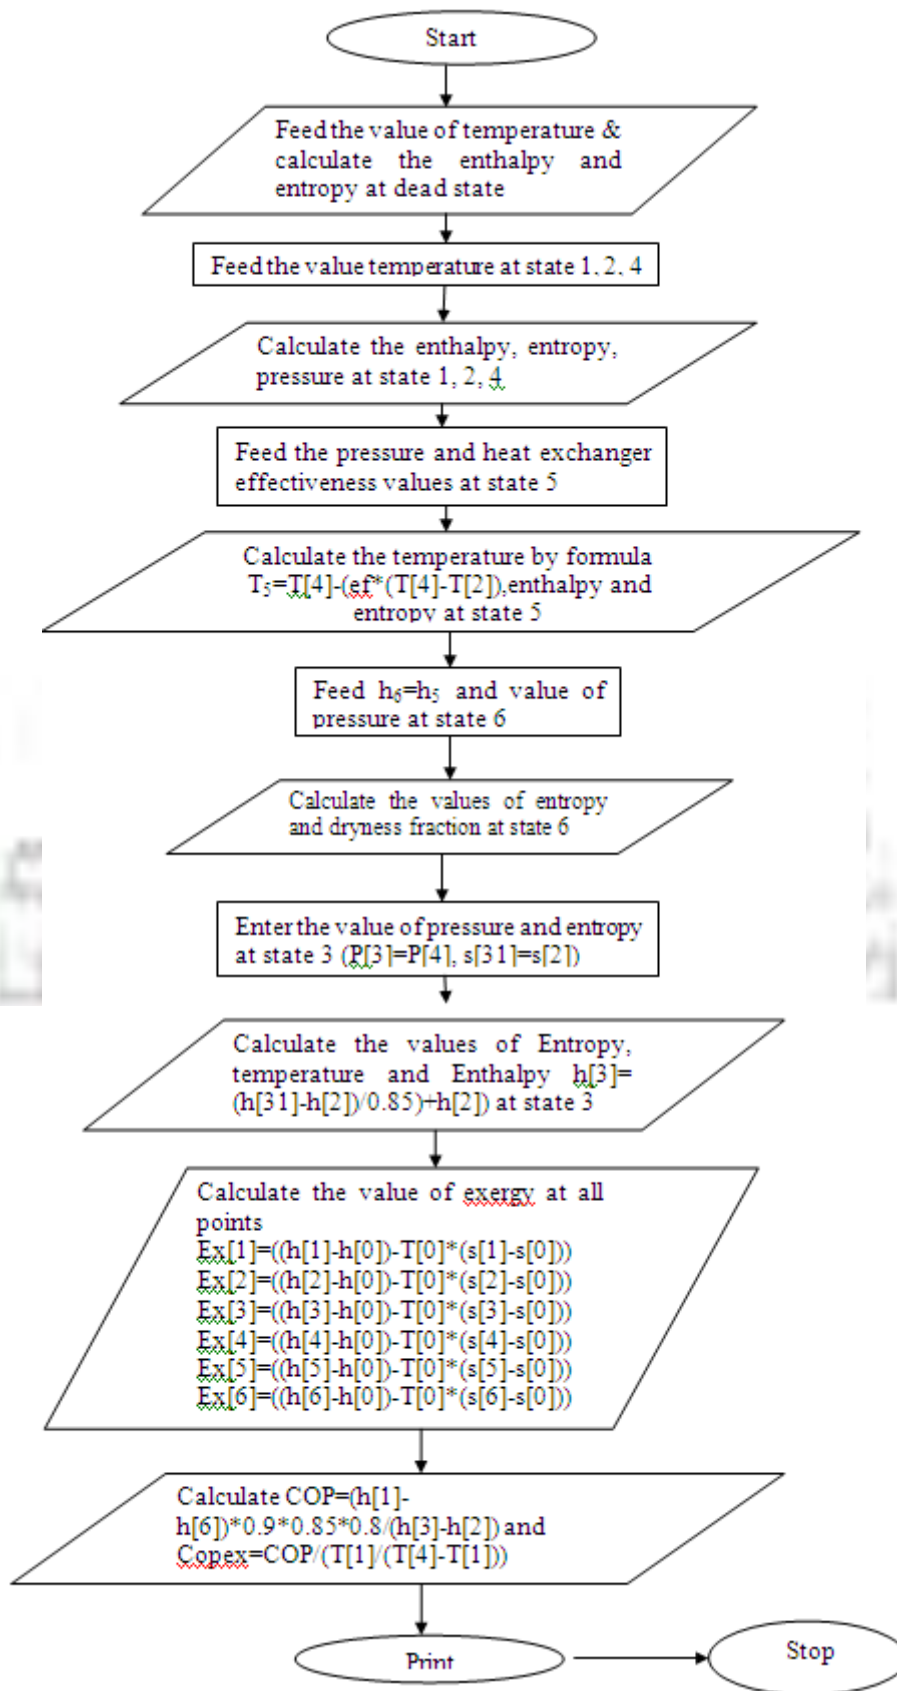 Start
Feed the value of temperature &
calculate the enthalpy and
entropy at dead state
Feed the value temperature at state 1, 2, 4
Calculate the enthalpy, entropy,
pressure at state 1, 2, 4
Feed the pressure and heat exchanger
effectiveness values at state 5
Calculate the temperature by formula
T₅=T[4]-(ef*(T[4]-T[2]),enthalpy and
entropy at state 5
Feed h₆=h₅ and value of
pressure at state 6
Calculate the values of entropy
and dryness fraction at state 6
Enter the value of pressure and entropy
at state 3 (P[3]=P[4], s[31]=s[2])
Calculate the values of Entropy,
temperature and Enthalpy h[3]=
(h[31]-h[2])/0.85)+h[2]) at state 3
Calculate the value of exergy at all
points
Ex[1]=((h[1]-h[0])-T[0]*(s[1]-s[0]))
Ex[2]=((h[2]-h[0])-T[0]*(s[2]-s[0]))
Ex[3]=((h[3]-h[0])-T[0]*(s[3]-s[0]))
Ex[4]=((h[4]-h[0])-T[0]*(s[4]-s[0]))
Ex[5]=((h[5]-h[0])-T[0]*(s[5]-s[0]))
Ex[6]=((h[6]-h[0])-T[0]*(s[6]-s[0]))
Calculate COP=(h[1]-
h[6])*0.9*0.85*0.8/(h[3]-h[2]) and
Copex=COP/(T[1]/(T[4]-T[1]))
Print
Stop